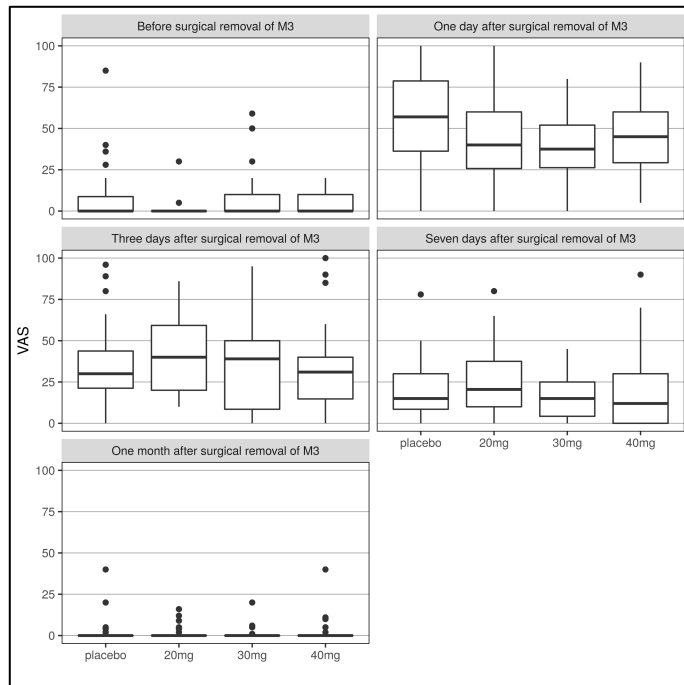 Before surgical removal of M3
One day after surgical removal of M3
100
75
50
25
0
Three days after surgical removal of M3
Seven days after surgical removal of M3
VAS
100
75
50
25
0
placebo 20mg 30mg 40mg
One month after surgical removal of M3
100
75
50
25
0
placebo 20mg 30mg 40mg